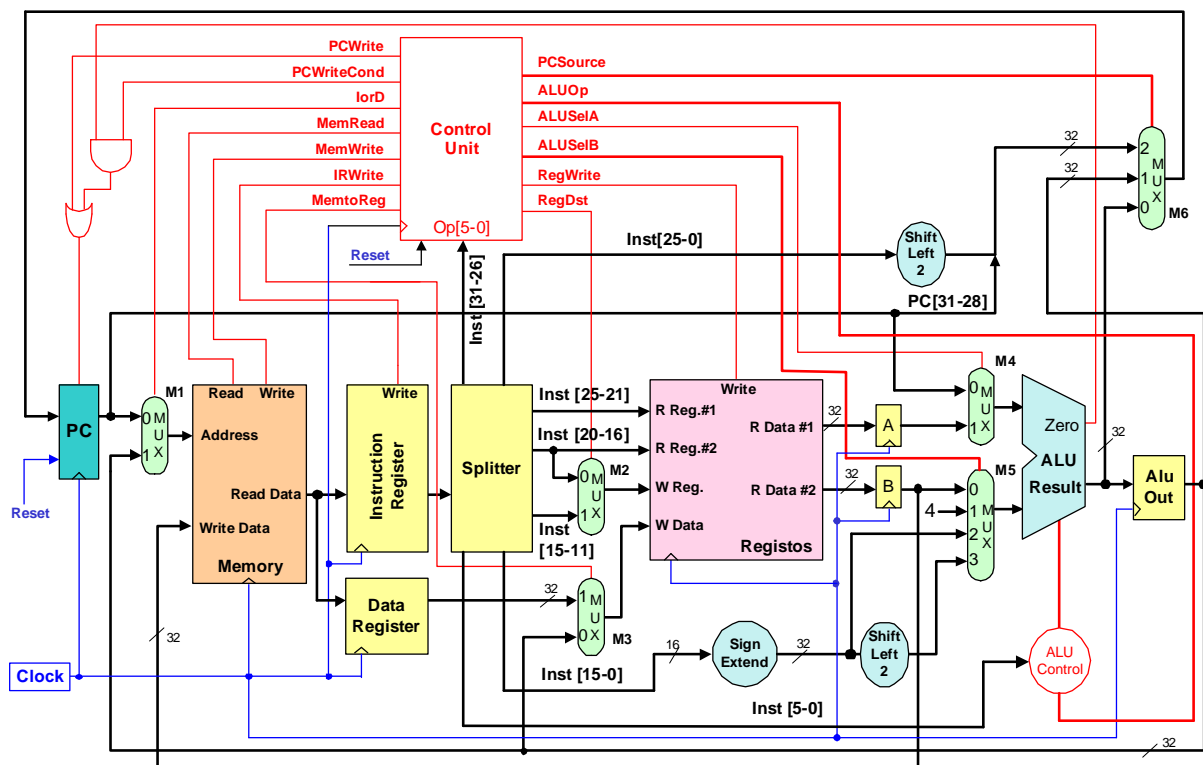 PCWrite
PCWriteCond
IorD
MemRead
MemWrite
IRWrite
MemtoReg
Control
Unit
Op[5-0]
PCSource
ALUOp
ALUSelA
ALUSelB
RegWrite
RegDst
Reset
Inst [31-26]
Inst[25-0]
Shift
Left
2
PC[31-28]
32
32
2
1
0
M
U
X
M6
PC
Reset
M1
0
1
M
U
X
Read
Write
Address
Read Data
Write Data
Memory
Write
Instruction
Register
Data
Register
Splitter
Inst [25-21]
Inst [20-16]
Inst
[15-11]
M2
0
1
M
U
X
32
1
0
M
U
X
M3
Write
R Reg.#1
R Reg.#2
W Reg.
W Data
R Data #1
R Data #2
Registos
32
32
A
B
M4
0
1
M
U
X
M5
0
4
1
2
3
M
U
X
Zero
ALU
Result
32
Alu
Out
Inst [15-0]
16
Sign
Extend
32
Shift
Left
2
Inst [5-0]
ALU
Control
Clock
32
32